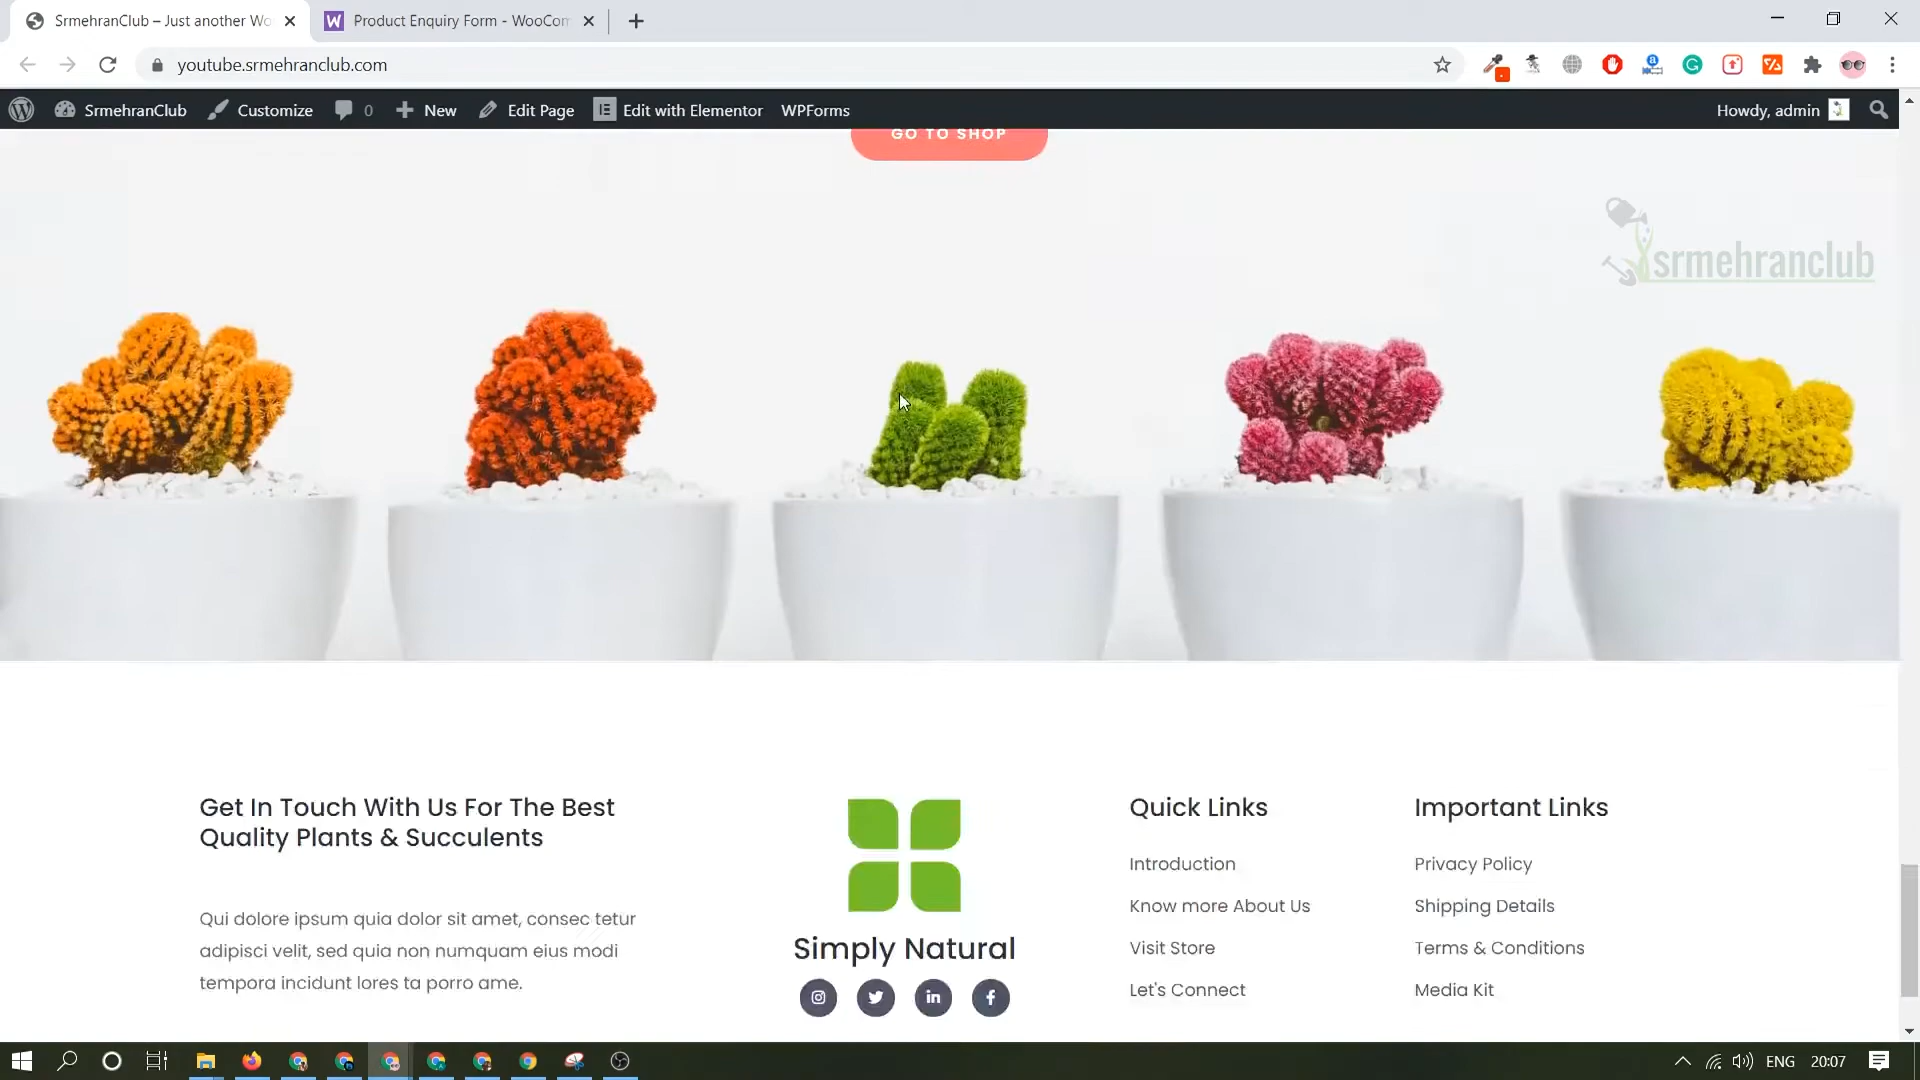 SrmehranClub – Just another Wo
Product Enquiry Form - WooCom
youtube.srmehranclub.com
SrmehranClub
Customize
0
New
Edit Page
Edit with Elementor
WPForms
Howdy, admin
GO TO SHOP
srmehranclub
Get In Touch With Us For The Best
Quality Plants & Succulents
Qui dolore ipsum quia dolor sit amet, consec tetur
adipisci velit, sed quia non numquam eius modi
tempora incidunt lores ta porro ame.
Simply Natural
Quick Links
Introduction
Know more About Us
Visit Store
Let's Connect
Important Links
Privacy Policy
Shipping Details
Terms & Conditions
Media Kit
ENG
20:07